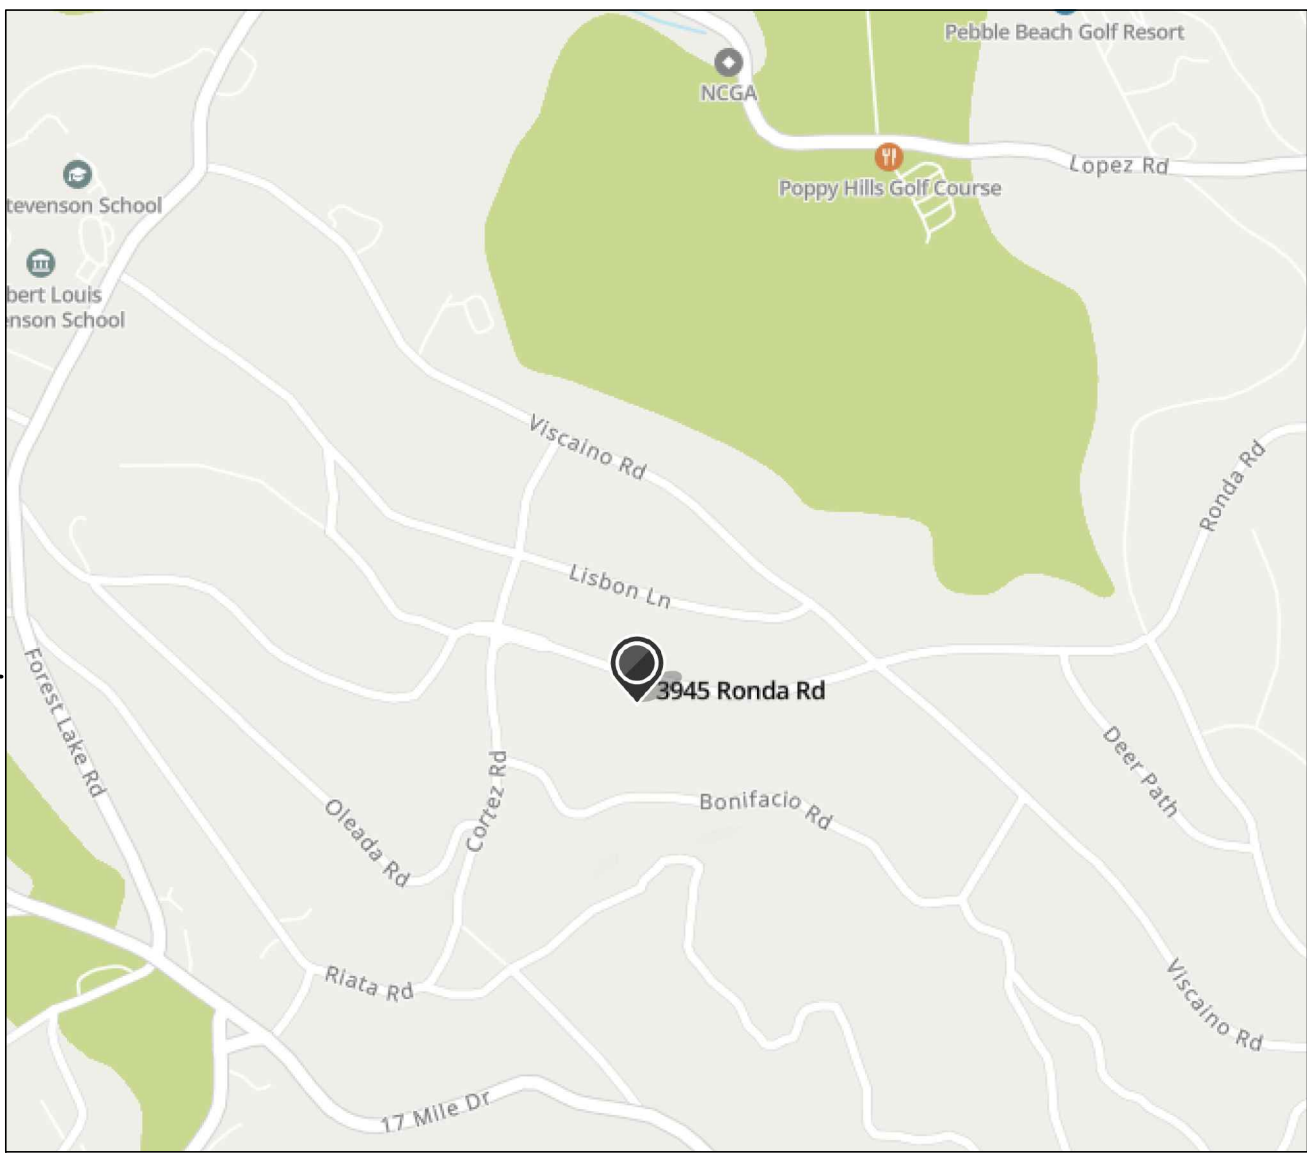 Pebble Beach Golf Resort
NCGA
Lopez Rd
Poppy Hills Golf Course
tevenson School
bert Louis
enson School
Viscaino Rd
Ronda Rd
Lisbon Ln
3945 Ronda Rd
Forest Lake Rd
Deer Path
Cortez Rd
Bonifacio Rd
Oleada Rd
Riata Rd
Viscaino Rd
17 Mile Dr